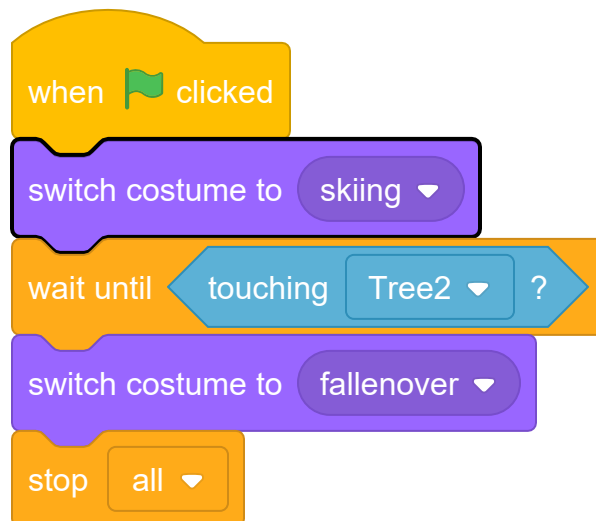 when clicked
switch costume to skiing
wait until touching Tree2 ?
switch costume to fallenover
stop all